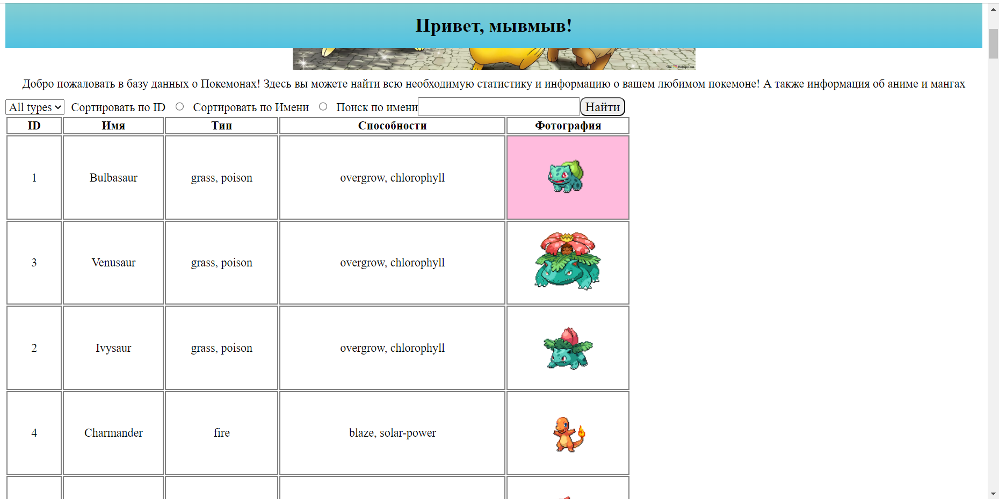 Привет, мывмыв!
Добро пожаловать в базу данных о Покемонах! Здесь вы можете найти всю необходимую статистику и информацию о вашем любимом покемоне! А также информация об аниме и мангах
All types Сортировать по ID Сортировать по Имени Поиск по имени Найти
ID Имя Тип Способности Фотография
1 Bulbasaur grass, poison overgrow, chlorophyll
3 Venusaur grass, poison overgrow, chlorophyll
2 Ivysaur grass, poison overgrow, chlorophyll
4 Charmander fire blaze, solar-power